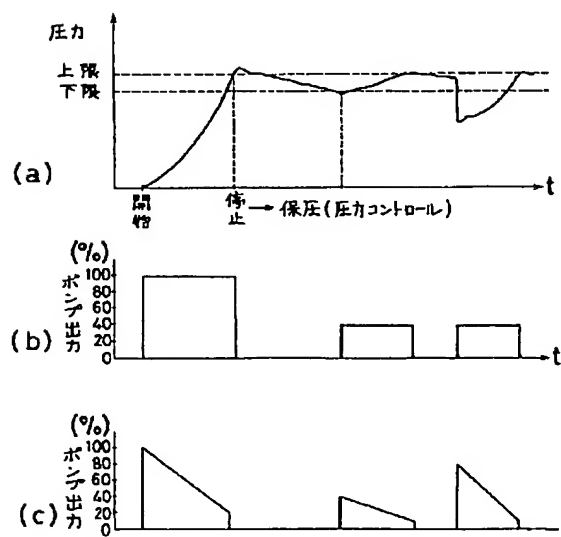 圧力
上限
下限
(a)
t
開始
停止
→ 保圧(圧力コントロール)
(%)
ポンプ出力
100
80
60
40
20
0
(b)
t
(%)
ポンプ出力
100
80
60
40
20
0
(c)
t